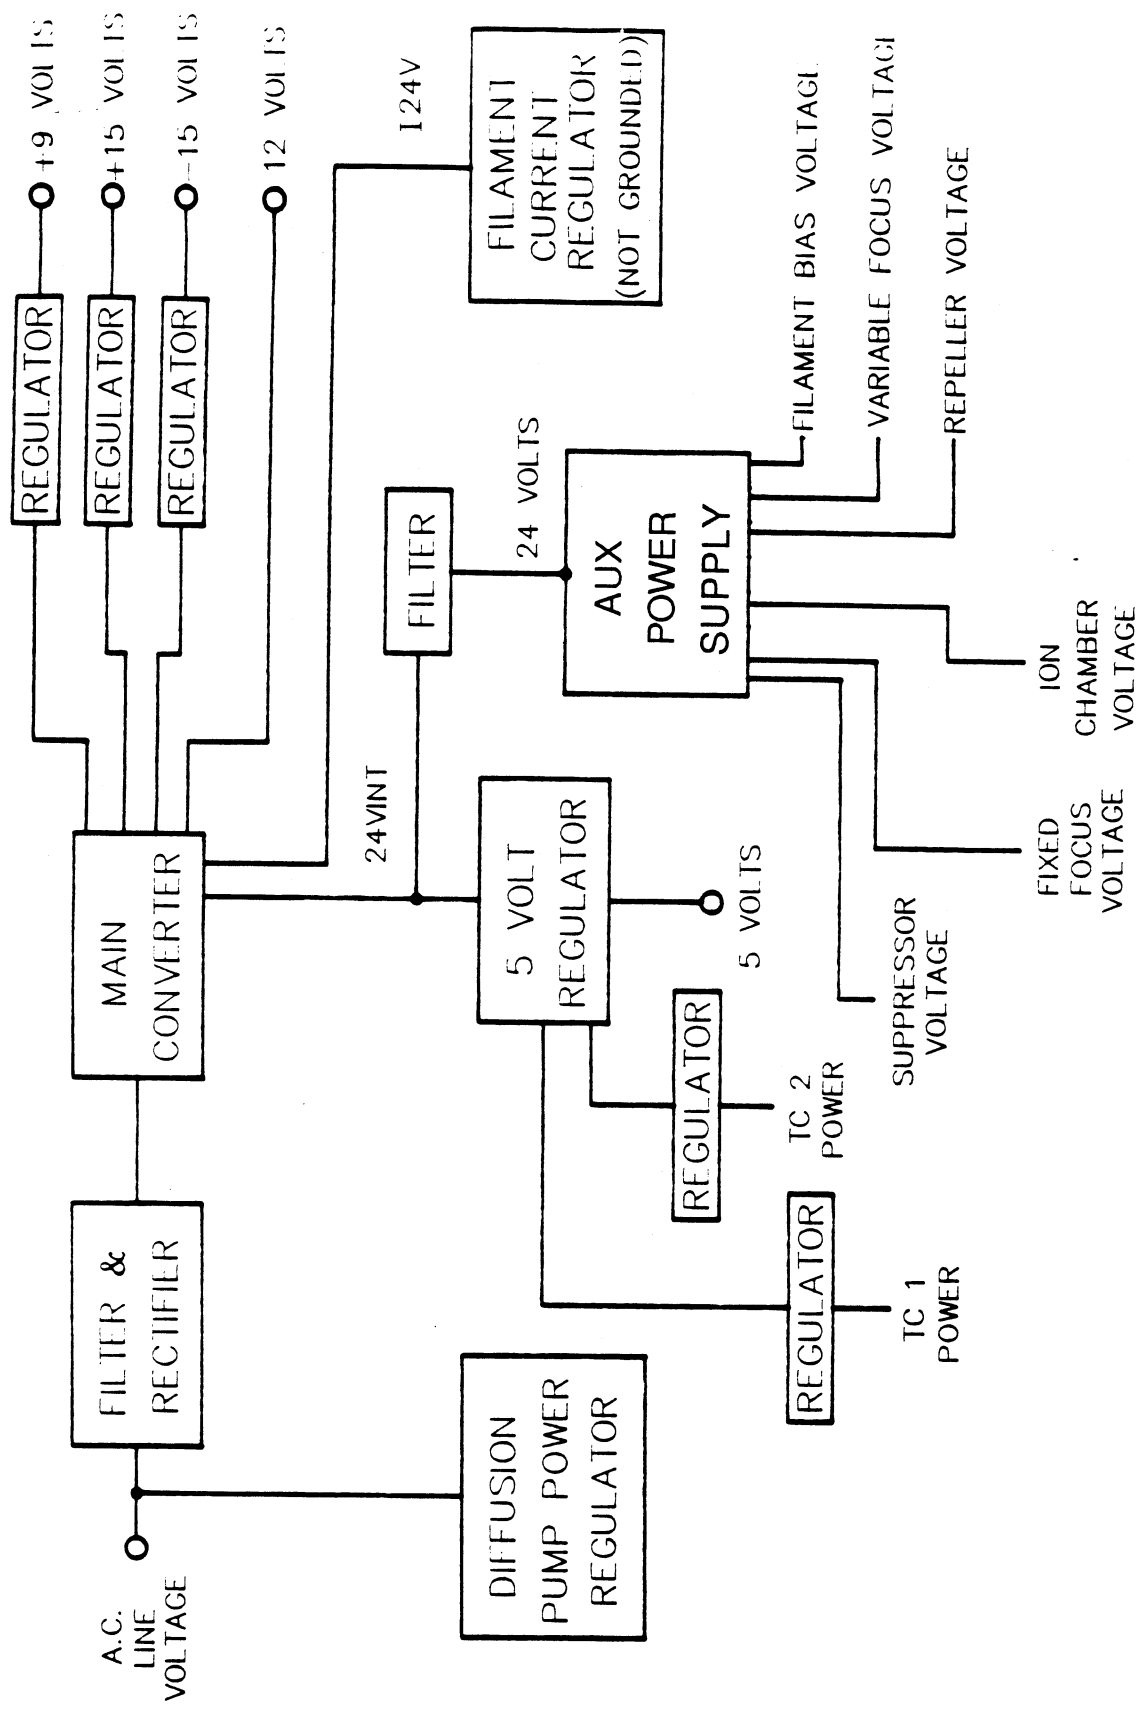 A.C.
LINE
VOLTAGE
FILTER &
RECTIFIER
MAIN
CONVERTER
REGULATOR
+9 VOLTS
REGULATOR
+15 VOLTS
REGULATOR
-15 VOLTS
12 VOLTS
24VINT
I24V
DIFFUSION
PUMP POWER
REGULATOR
5 VOLT
REGULATOR
FILTER
24 VOLTS
FILAMENT
CURRENT
REGULATOR
(NOT GROUNDED)
AUX
POWER
SUPPLY
REGULATOR
TC 1
POWER
REGULATOR
TC 2
POWER
5 VOLTS
SUPPRESSOR
VOLTAGE
FIXED
FOCUS
VOLTAGE
ION
CHAMBER
VOLTAGE
FILAMENT BIAS VOLTAGE
VARIABLE FOCUS VOLTAGE
REPELLER VOLTAGE